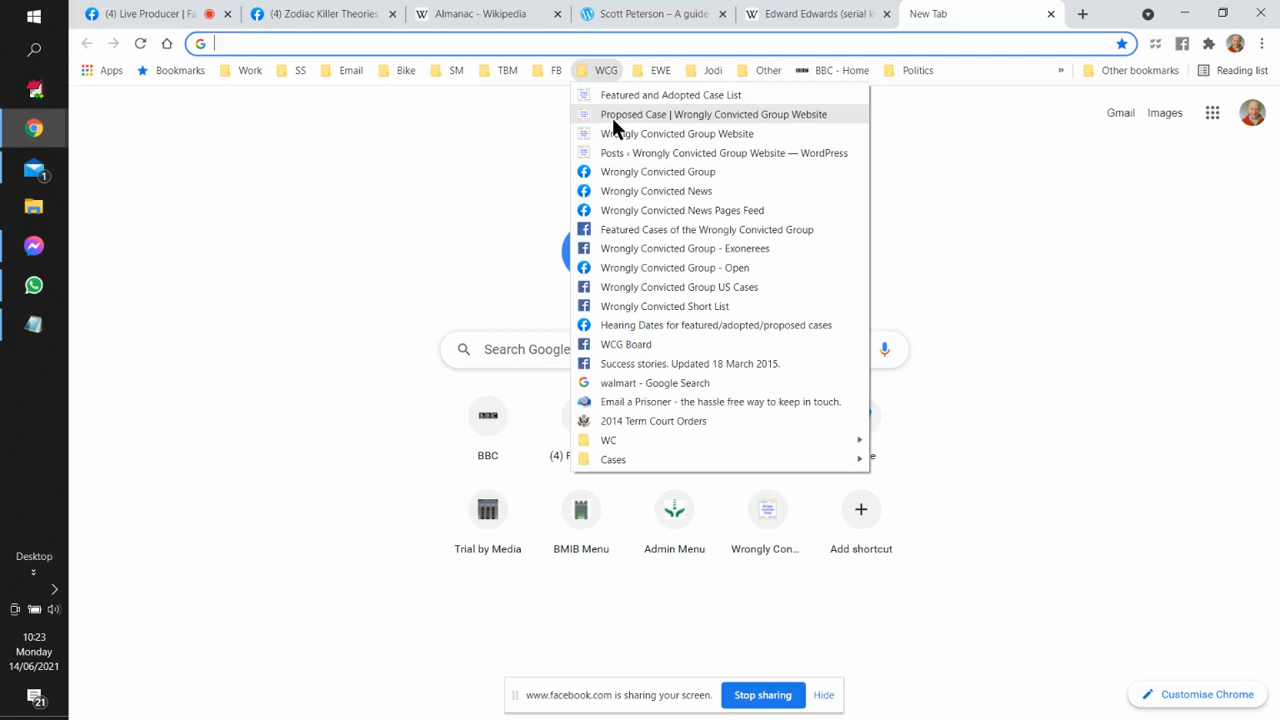 (4) Live Producer | Fa
(4) Zodiac Killer Theories
Almanac - Wikipedia
Scott Peterson – A guide
Edward Edwards (serial k
New Tab
Apps
Bookmarks
Work
SS
Email
Bike
SM
TBM
FB
WCG
EWE
Jodi
Other
BBC - Home
Politics
»
Other bookmarks
Reading list
Gmail
Images
Featured and Adopted Case List
Proposed Case | Wrongly Convicted Group Website
Wrongly Convicted Group Website
Posts ‹ Wrongly Convicted Group Website — WordPress
Wrongly Convicted Group
Wrongly Convicted News
Wrongly Convicted News Pages Feed
Featured Cases of the Wrongly Convicted Group
Wrongly Convicted Group - Exonerees
Wrongly Convicted Group - Open
Wrongly Convicted Group US Cases
Wrongly Convicted Short List
Hearing Dates for featured/adopted/proposed cases
WCG Board
Success stories. Updated 18 March 2015.
walmart - Google Search
Email a Prisoner - the hassle free way to keep in touch.
2014 Term Court Orders
WC
Cases
Search Google
BBC
BBC
(4) F
e
Trial by Media
BMIB Menu
Admin Menu
Wrongly Con...
Add shortcut
1
Desktop
10:23
Monday
14/06/2021
21
www.facebook.com is sharing your screen.
Stop sharing
Hide
Customise Chrome